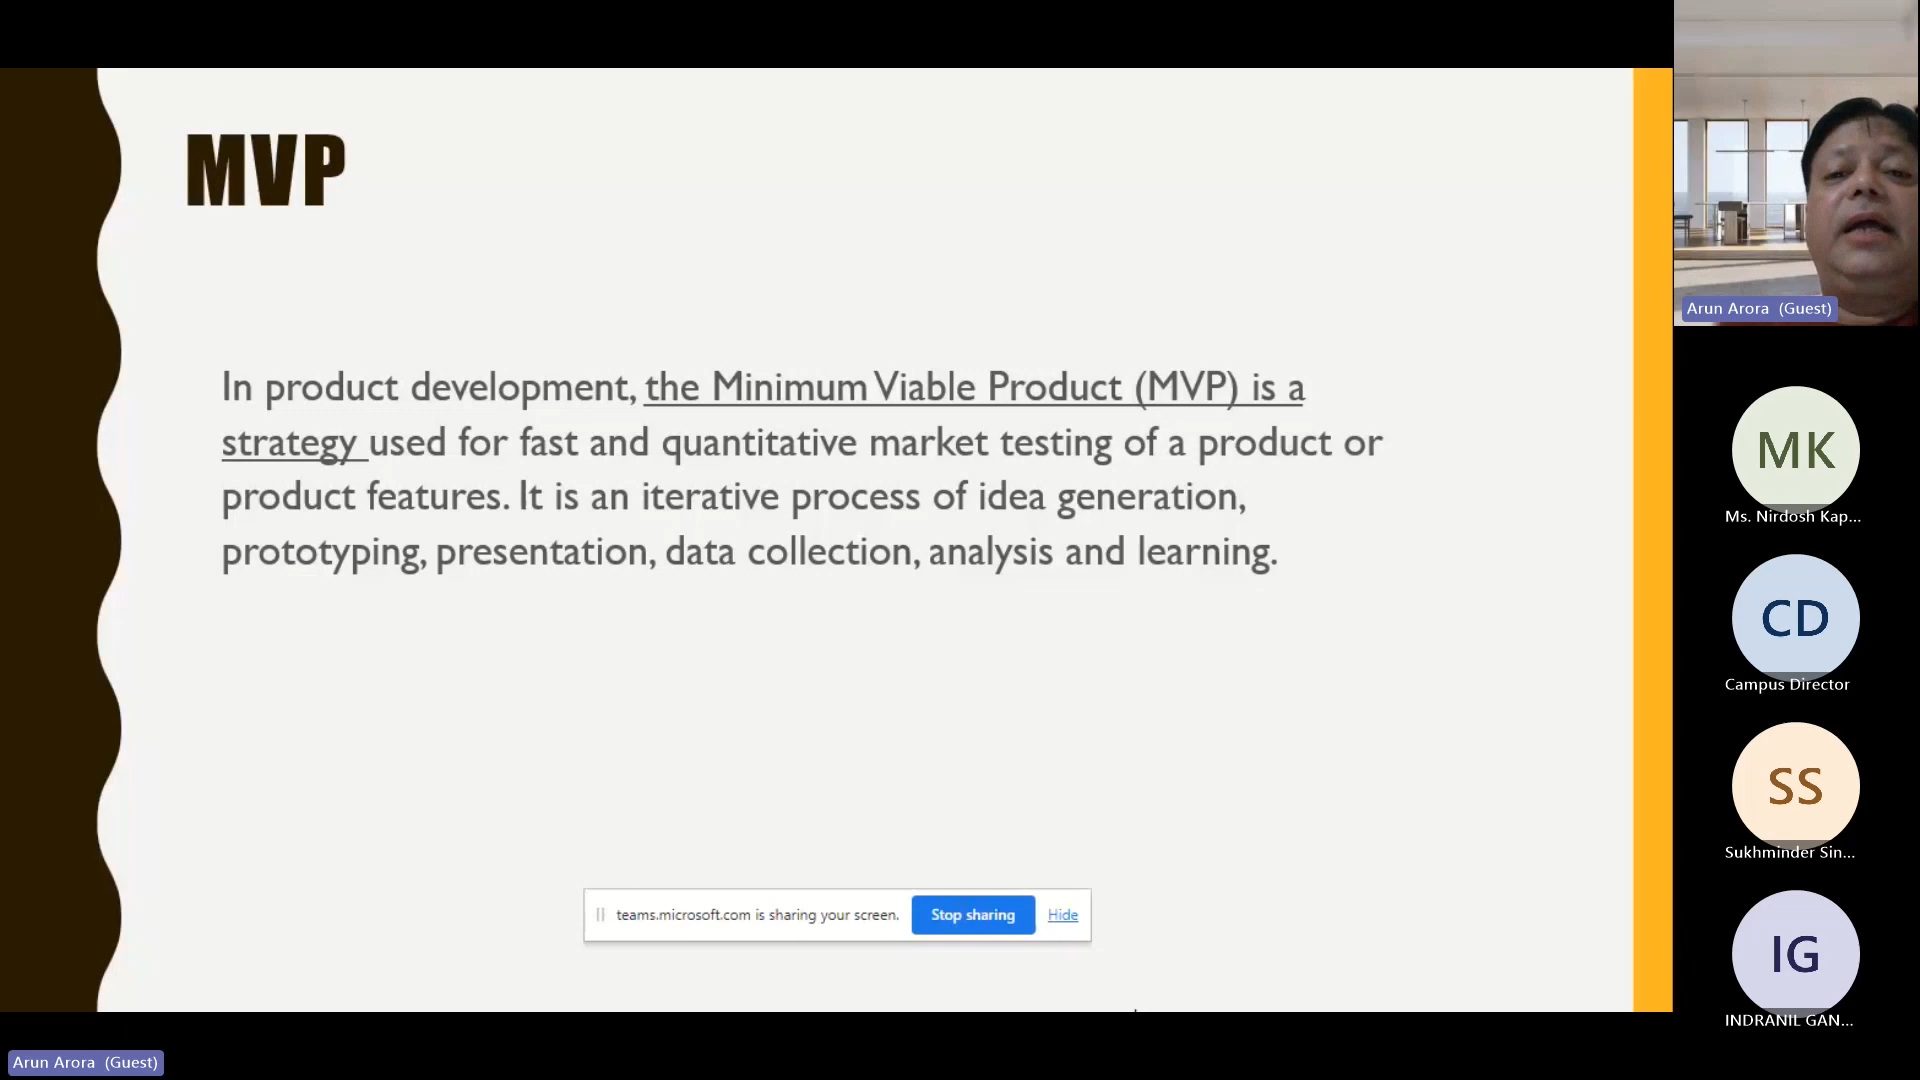 MVP
In product development, the Minimum Viable Product (MVP) is a
strategy used for fast and quantitative market testing of a product or
product features. It is an iterative process of idea generation,
prototyping, presentation, data collection, analysis and learning.
teams.microsoft.com is sharing your screen.
Stop sharing
Hide
Arun Arora (Guest)
MK
Ms. Nirdosh Kap...
CD
Campus Director
SS
Sukhminder Sin...
IG
INDRANIL GAN...
Arun Arora (Guest)